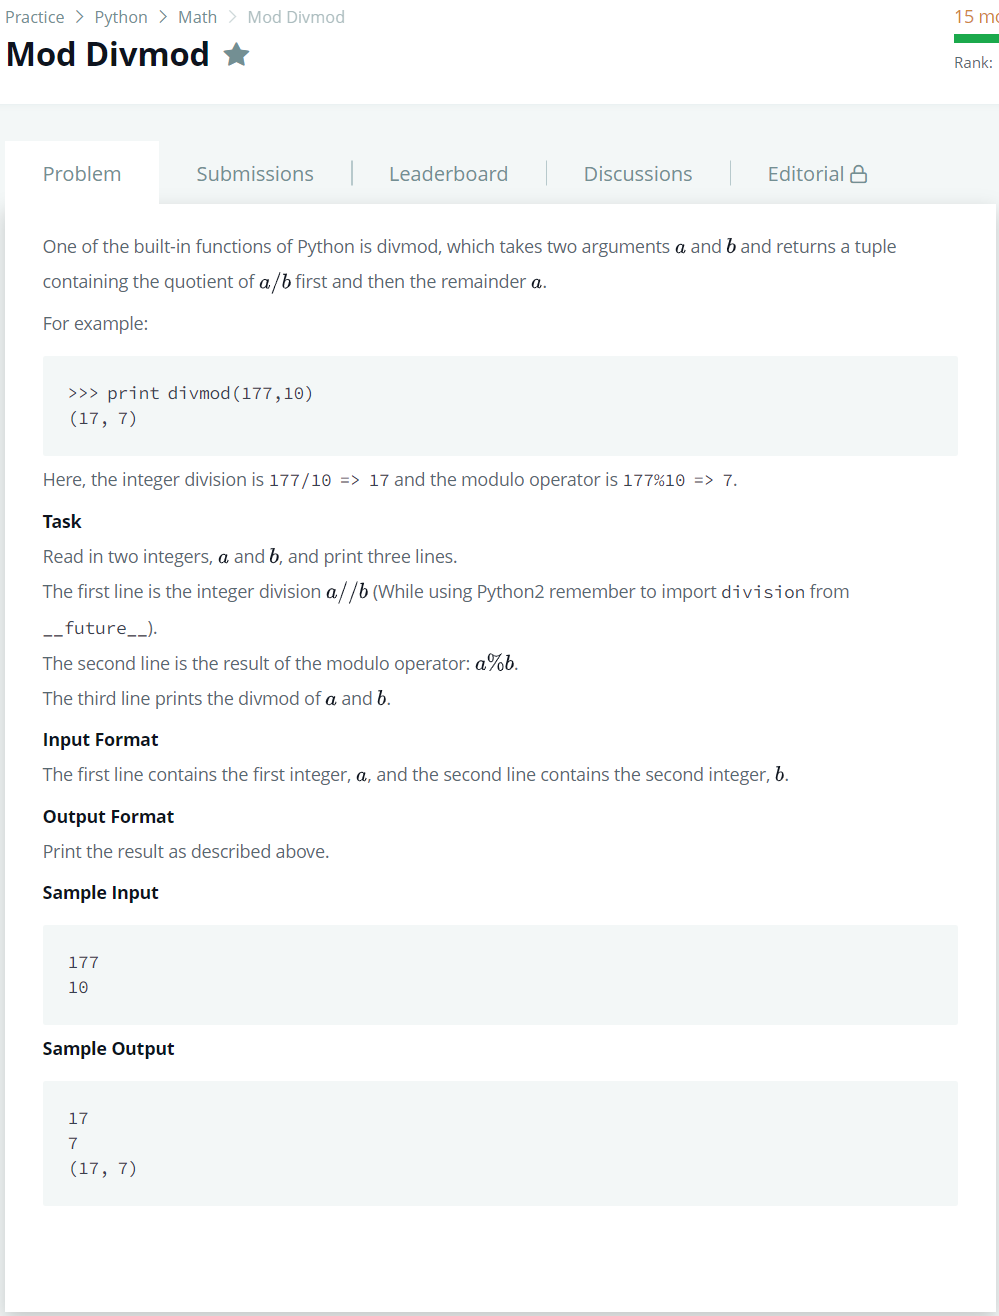 Practice > Python > Math > Mod Divmod
15 mo
Mod Divmod
Rank:
Problem
Submissions
Leaderboard
Discussions
Editorial
One of the built-in functions of Python is divmod, which takes two arguments a and b and returns a tuple
containing the quotient of a/b first and then the remainder a.
For example:
>>> print divmod(177,10)
(17, 7)
Here, the integer division is 177/10 => 17 and the modulo operator is 177%10 => 7.
Task
Read in two integers, a and b, and print three lines.
The first line is the integer division a//b (While using Python2 remember to import division from
__future__).
The second line is the result of the modulo operator: a%b.
The third line prints the divmod of a and b.
Input Format
The first line contains the first integer, a, and the second line contains the second integer, b.
Output Format
Print the result as described above.
Sample Input
177
10
Sample Output
17
7
(17, 7)